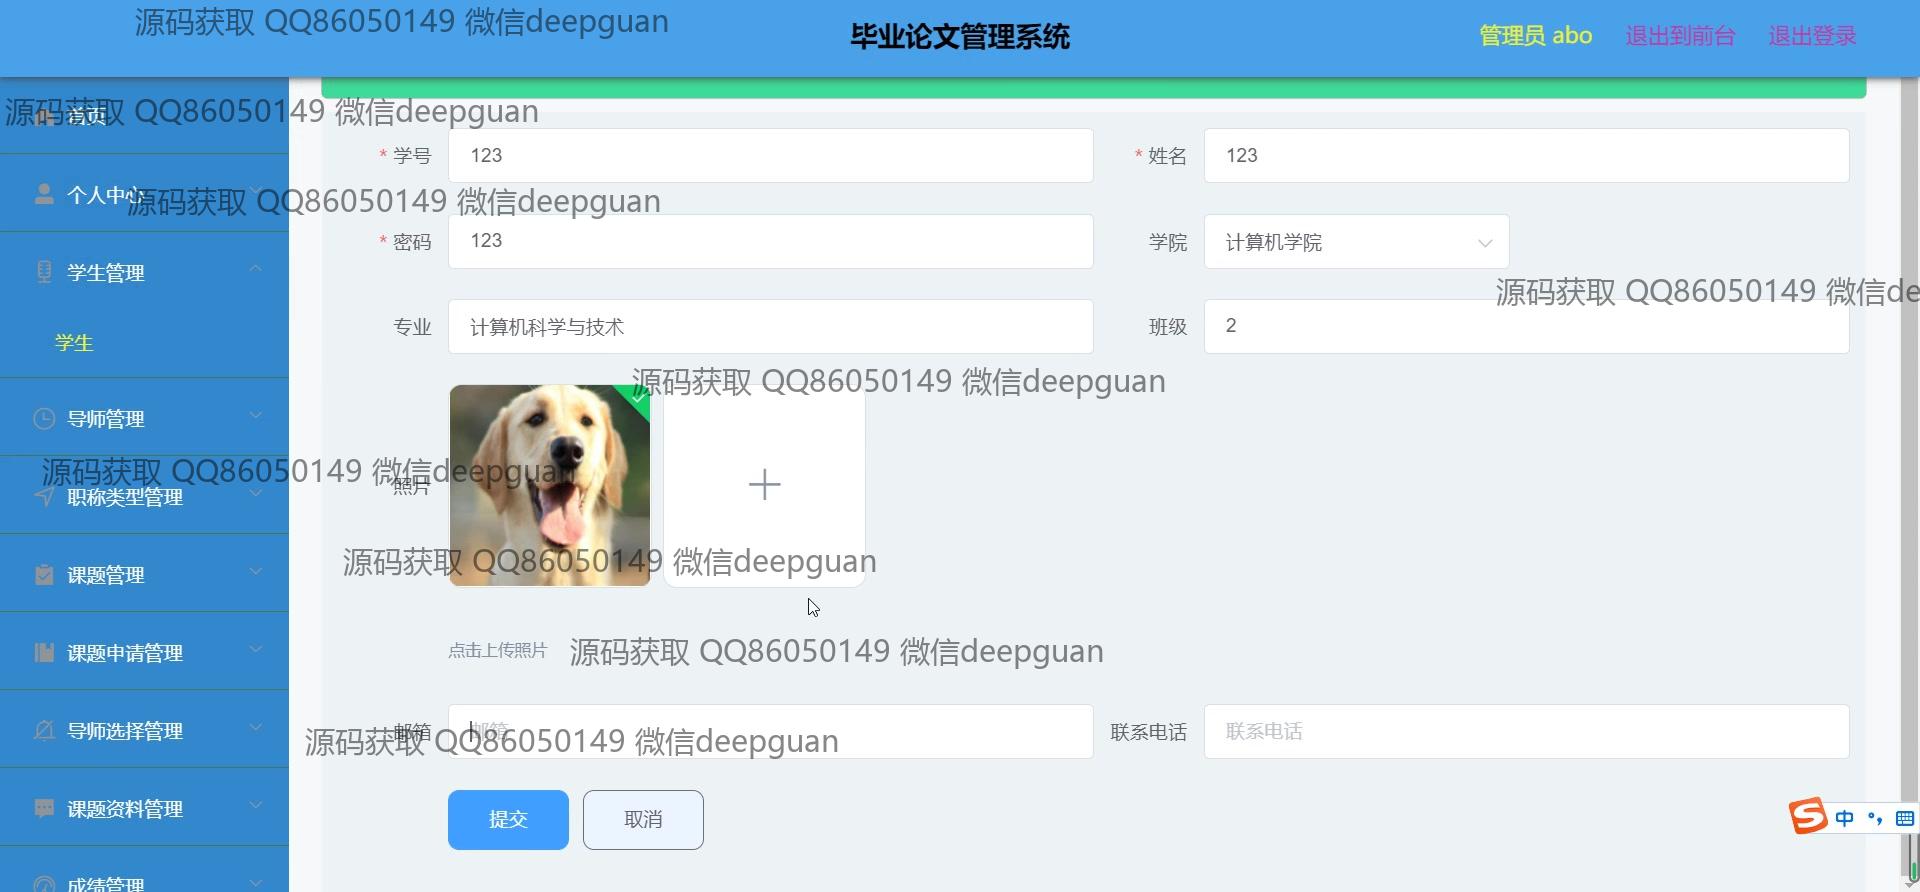 源码获取 QQ86050149 微信deepguan
毕业论文管理系统
管理员 abo
退出到前台
退出登录
首页
源码获取 QQ86050149 微信deepguan
* 学号
123
* 姓名
123
个人中心
源码获取 QQ86050149 微信deepguan
* 密码
123
学院
计算机学院
学生管理
源码获取 QQ86050149 微信de
专业
计算机科学与技术
班级
2
学生
源码获取 QQ86050149 微信deepguan
导师管理
源码获取 QQ86050149 微信deepguan
照片
职称类型管理
源码获取 QQ86050149 微信deepguan
课题管理
点击上传照片
源码获取 QQ86050149 微信deepguan
课题申请管理
邮箱
邮箱
联系电话
联系电话
导师选择管理
源码获取 QQ86050149 微信deepguan
提交
取消
课题资料管理
中
成绩管理